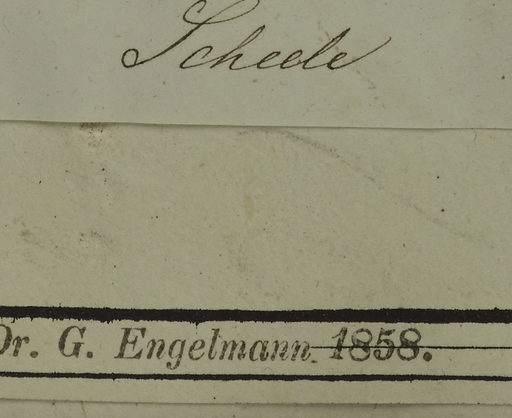 Scheele
Dr. G. Engelmann. 1858.